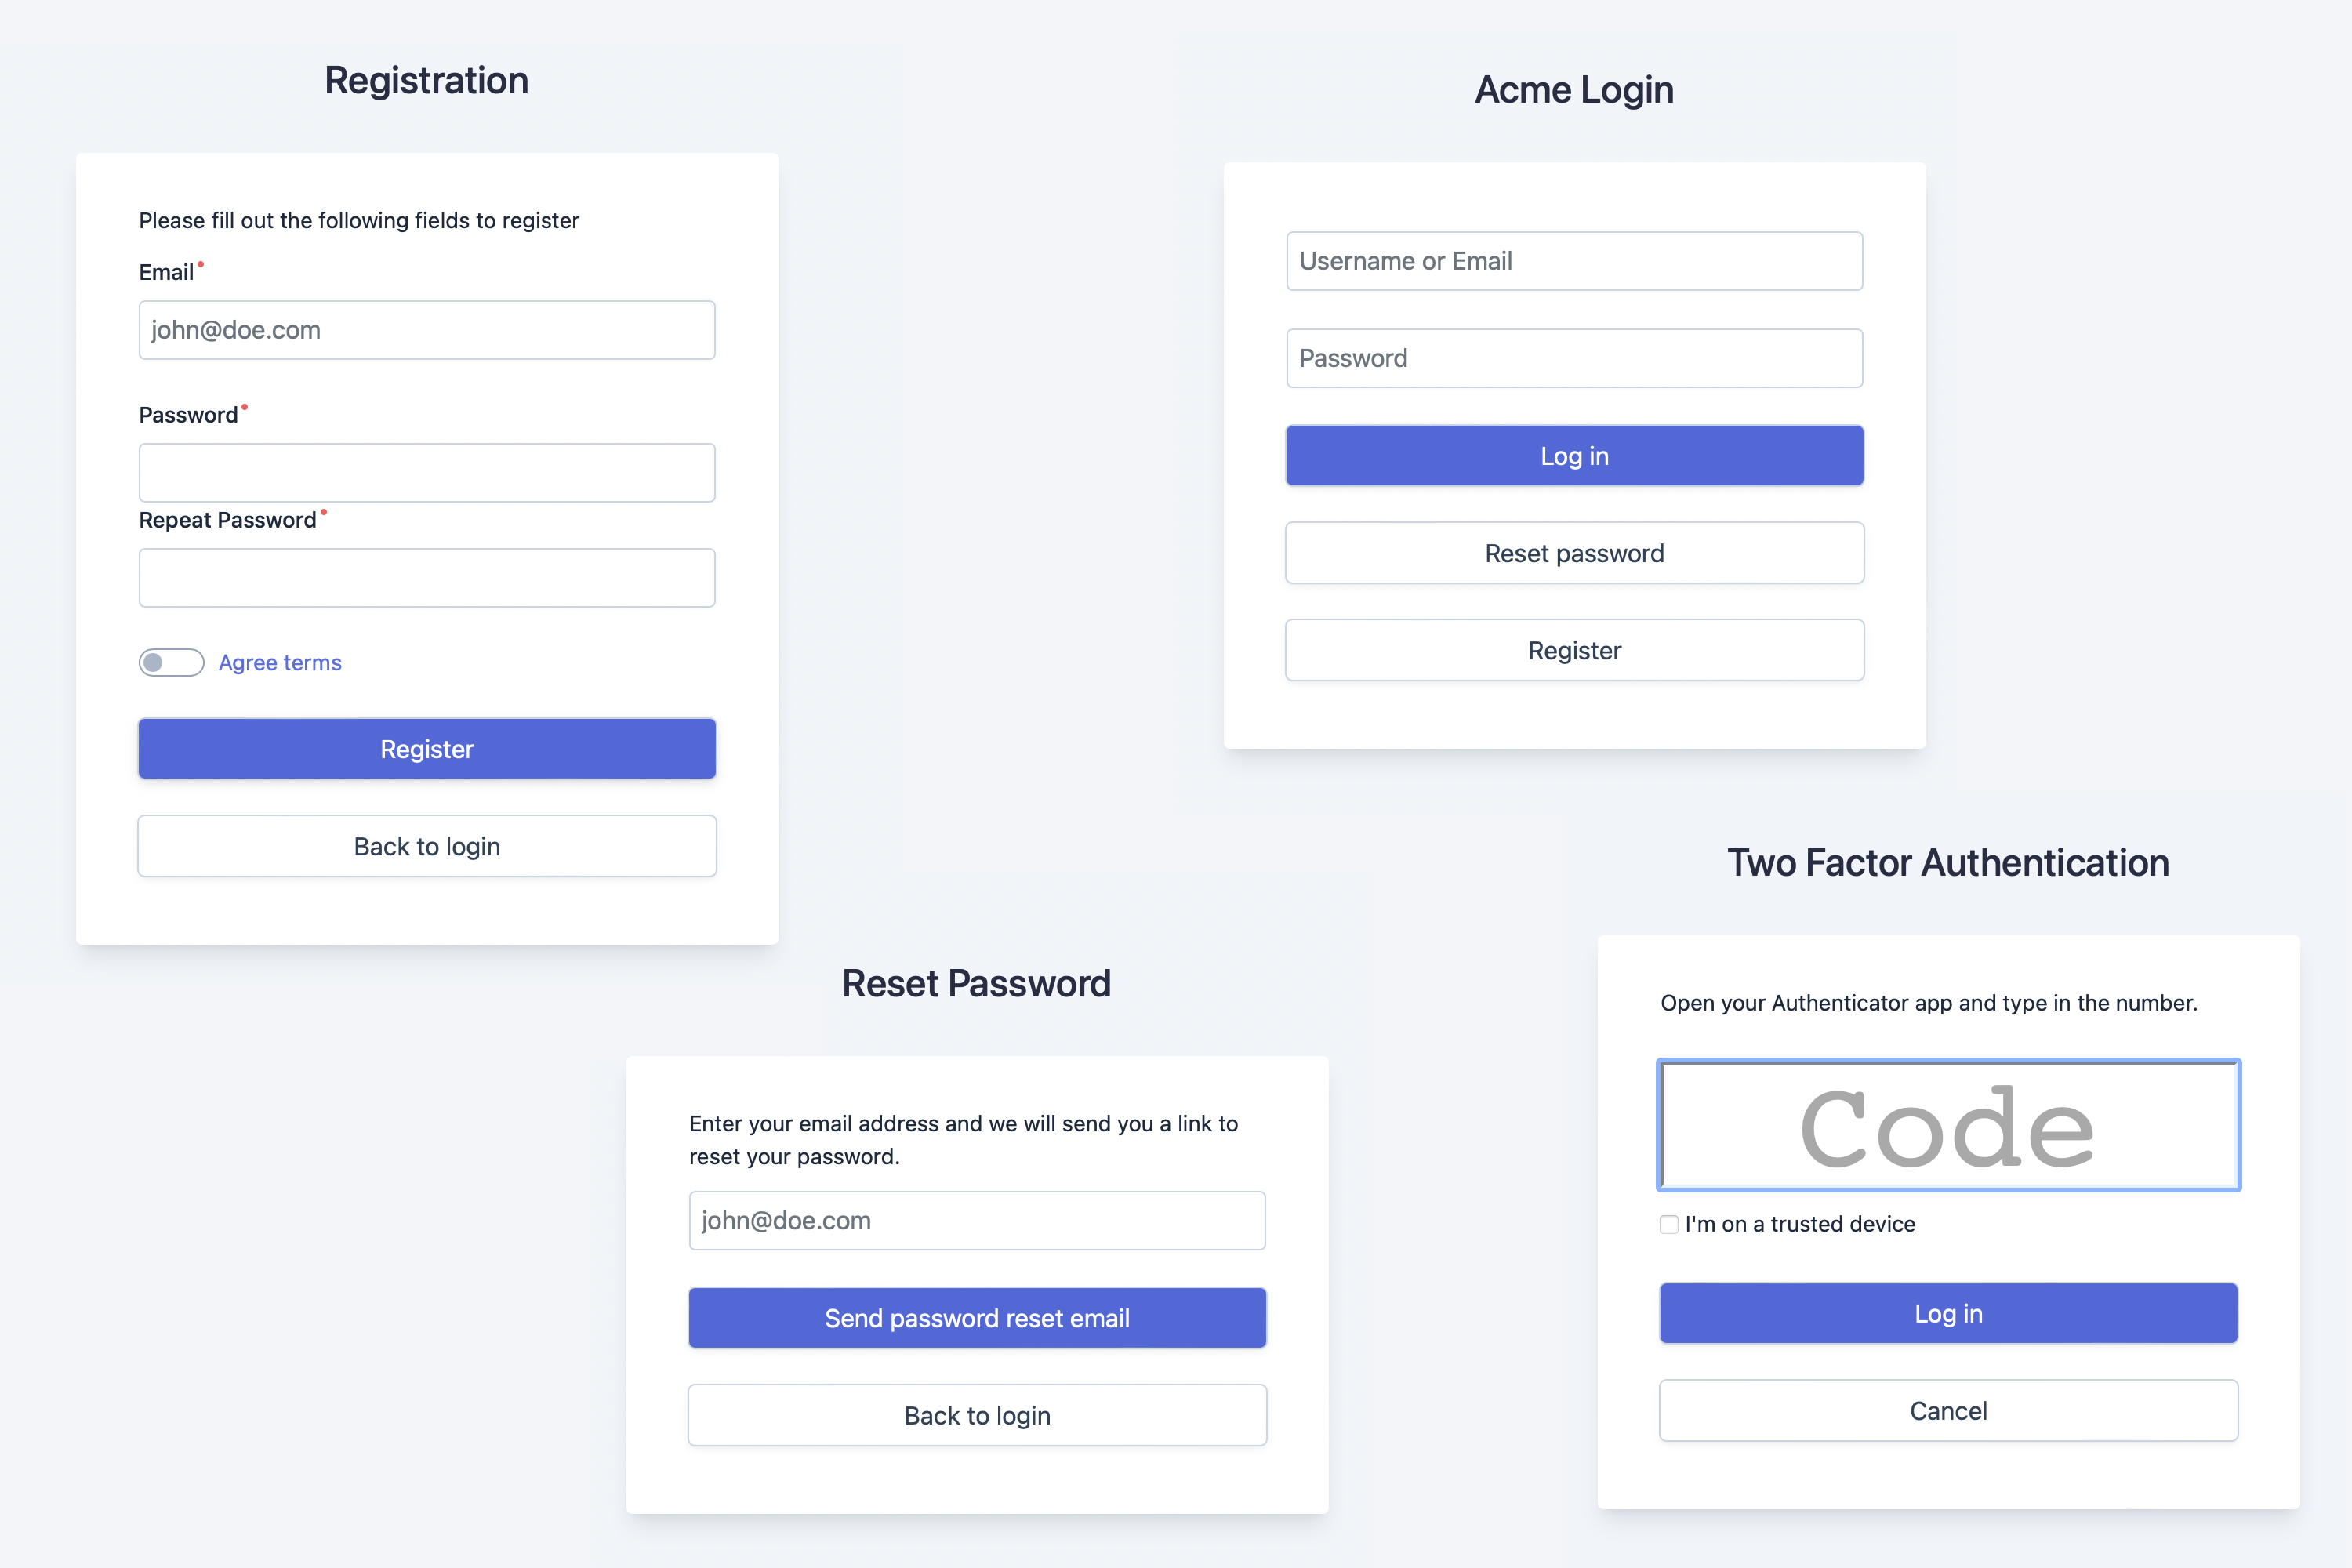 Registration
Please fill out the following fields to register
Email
john@doe.com
Password
Repeat Password
Agree terms
Register
Back to login
Acme Login
Username or Email
Password
Log in
Reset password
Register
Reset Password
Enter your email address and we will send you a link to
reset your password.
john@doe.com
Send password reset email
Back to login
Two Factor Authentication
Open your Authenticator app and type in the number.
Code
I'm on a trusted device
Log in
Cancel